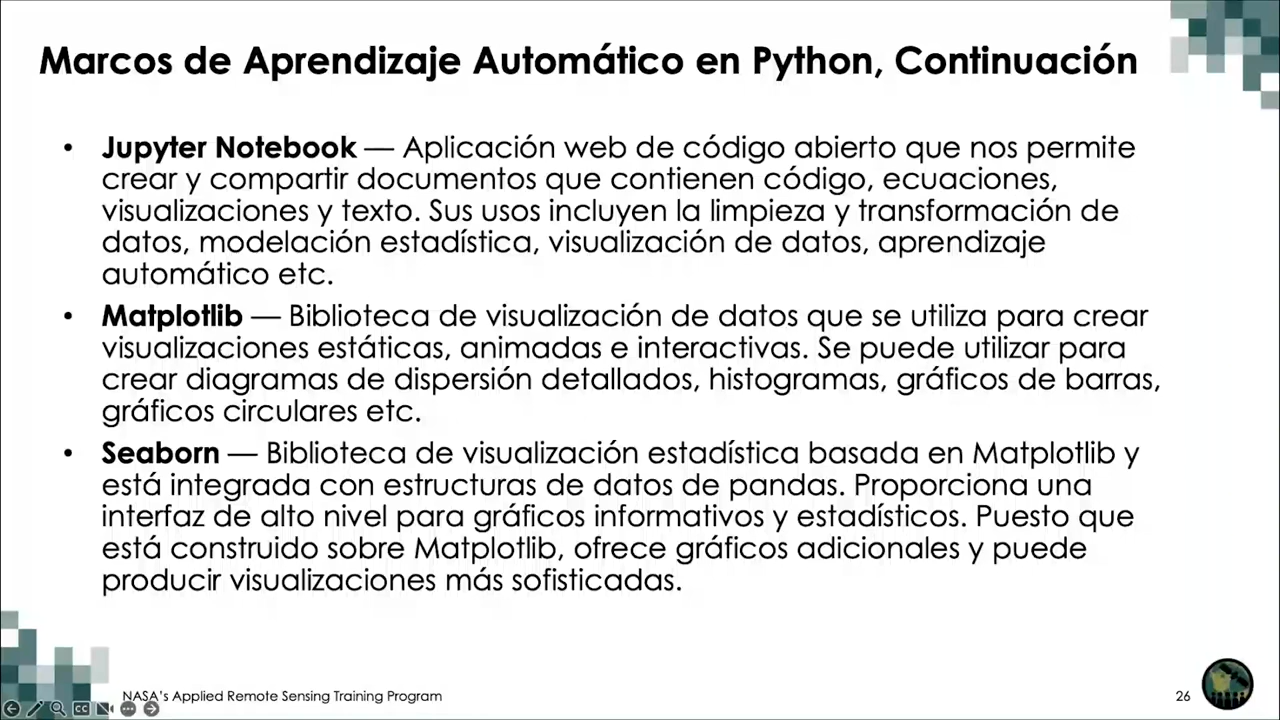 Marcos de Aprendizaje Automático en Python, Continuación
• Jupyter Notebook — Aplicación web de código abierto que nos permite
crear y compartir documentos que contienen código, ecuaciones,
visualizaciones y texto. Sus usos incluyen la limpieza y transformación de
datos, modelación estadística, visualización de datos, aprendizaje
automático etc.
• Matplotlib — Biblioteca de visualización de datos que se utiliza para crear
visualizaciones estáticas, animadas e interactivas. Se puede utilizar para
crear diagramas de dispersión detallados, histogramas, gráficos de barras,
gráficos circulares etc.
• Seaborn — Biblioteca de visualización estadística basada en Matplotlib y
está integrada con estructuras de datos de pandas. Proporciona una
interfaz de alto nivel para gráficos informativos y estadísticos. Puesto que
está construido sobre Matplotlib, ofrece gráficos adicionales y puede
producir visualizaciones más sofisticadas.
NASA's Applied Remote Sensing Training Program
26
CC